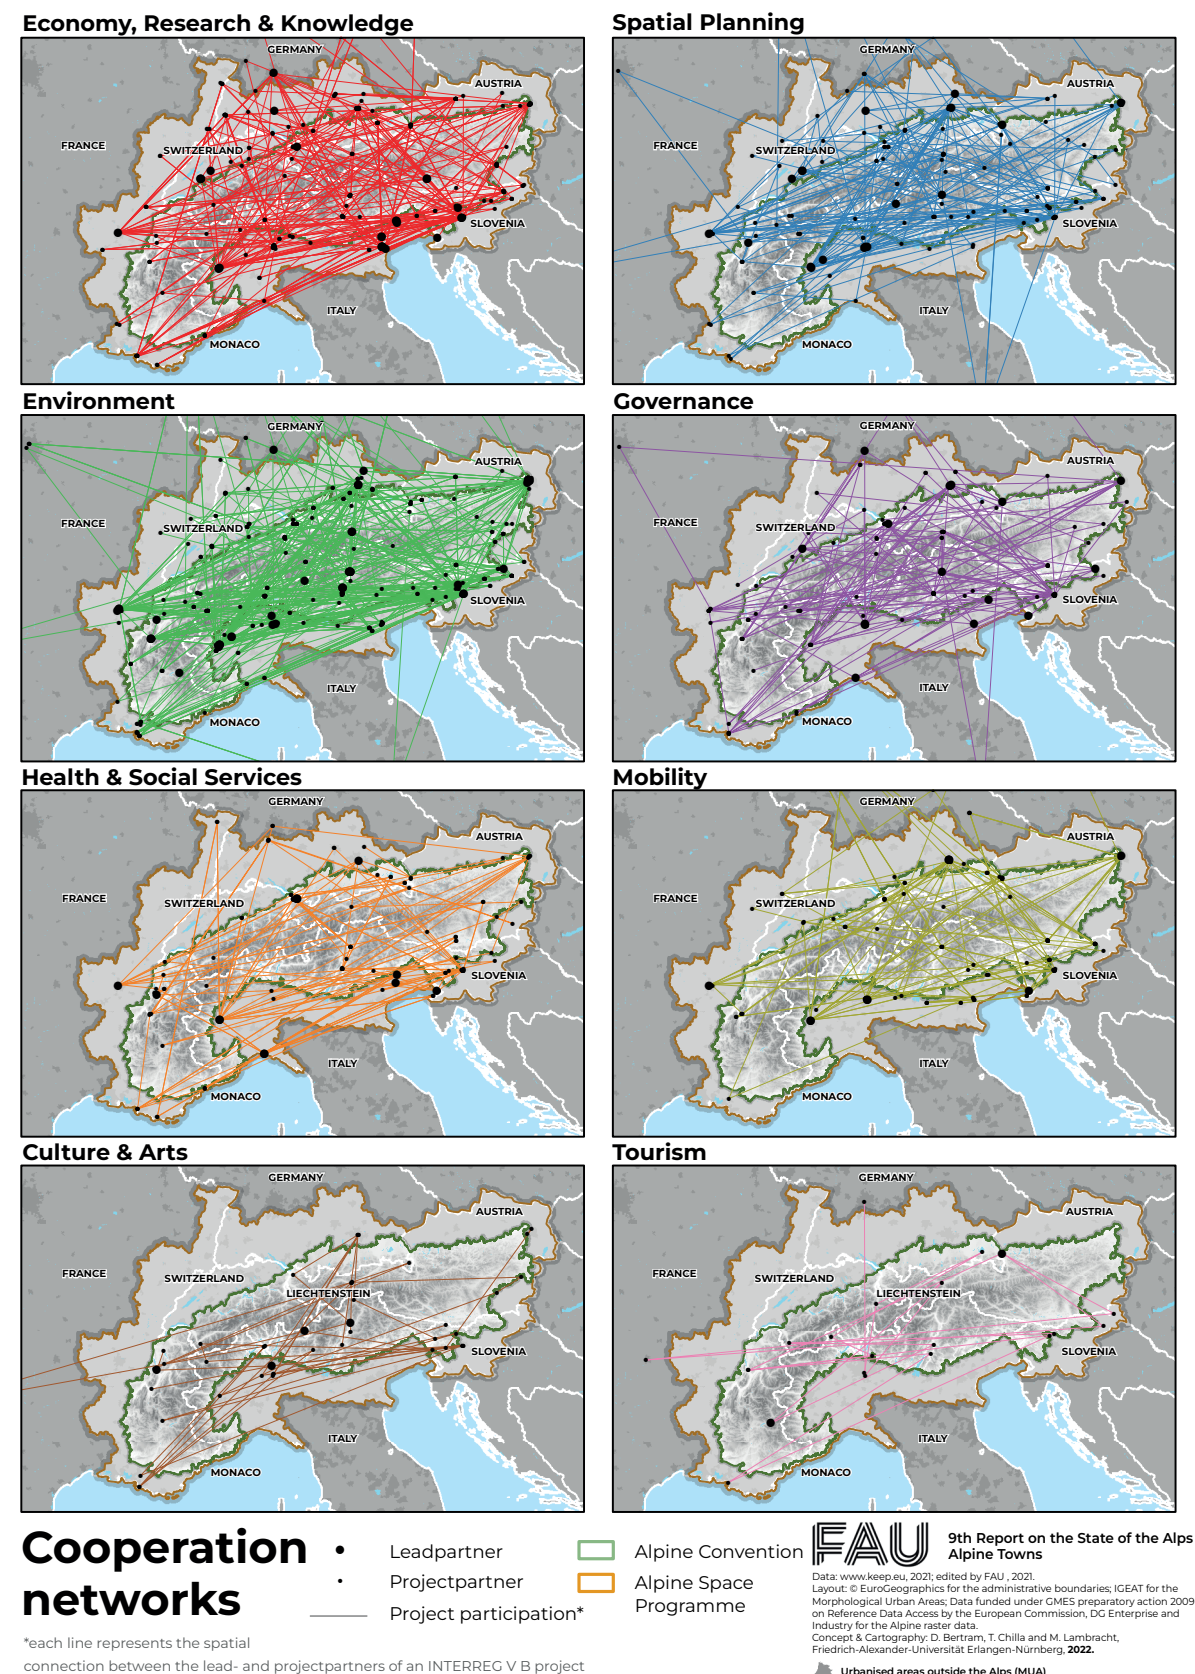 Economy, Research & Knowledge
GERMANY
AUSTRIA
FRANCE
SWITZERLAND
SLOVENIA
ITALY
MONACO
Spatial Planning
GERMANY
AUSTRIA
FRANCE
SWITZERLAND
SLOVENIA
ITALY
MONACO
Environment
GERMANY
AUSTRIA
FRANCE
SWITZERLAND
SLOVENIA
ITALY
MONACO
Governance
GERMANY
AUSTRIA
FRANCE
SWITZERLAND
SLOVENIA
ITALY
MONACO
Health & Social Services
GERMANY
AUSTRIA
FRANCE
SWITZERLAND
SLOVENIA
ITALY
MONACO
Mobility
GERMANY
AUSTRIA
FRANCE
SWITZERLAND
SLOVENIA
ITALY
MONACO
Culture & Arts
GERMANY
AUSTRIA
FRANCE
SWITZERLAND
LIECHTENSTEIN
SLOVENIA
ITALY
MONACO
Tourism
GERMANY
AUSTRIA
FRANCE
SWITZERLAND
LIECHTENSTEIN
SLOVENIA
ITALY
MONACO
Cooperation
networks
*each line represents the spatial
connection between the lead- and projectpartners of an INTERREG V B project
Leadpartner
Projectpartner
Project participation*
Alpine Convention
Alpine Space
Programme
FAU
9th Report on the State of the Alps
Alpine Towns
Data: www.keep.eu, 2021; edited by FAU , 2021.
Layout: © EuroGeographics for the administrative boundaries; IGEAT for the
Morphological Urban Areas; Data funded under GMES preparatory action 2009
on Reference Data Access by the European Commission, DG Enterprise and
Industry for the Alpine raster data.
Concept & Cartography: D. Bertram, T. Chilla and M. Lambracht,
Friedrich-Alexander-Universität Erlangen-Nürnberg, 2022.
Urbanised areas outside the Alps (MUA)